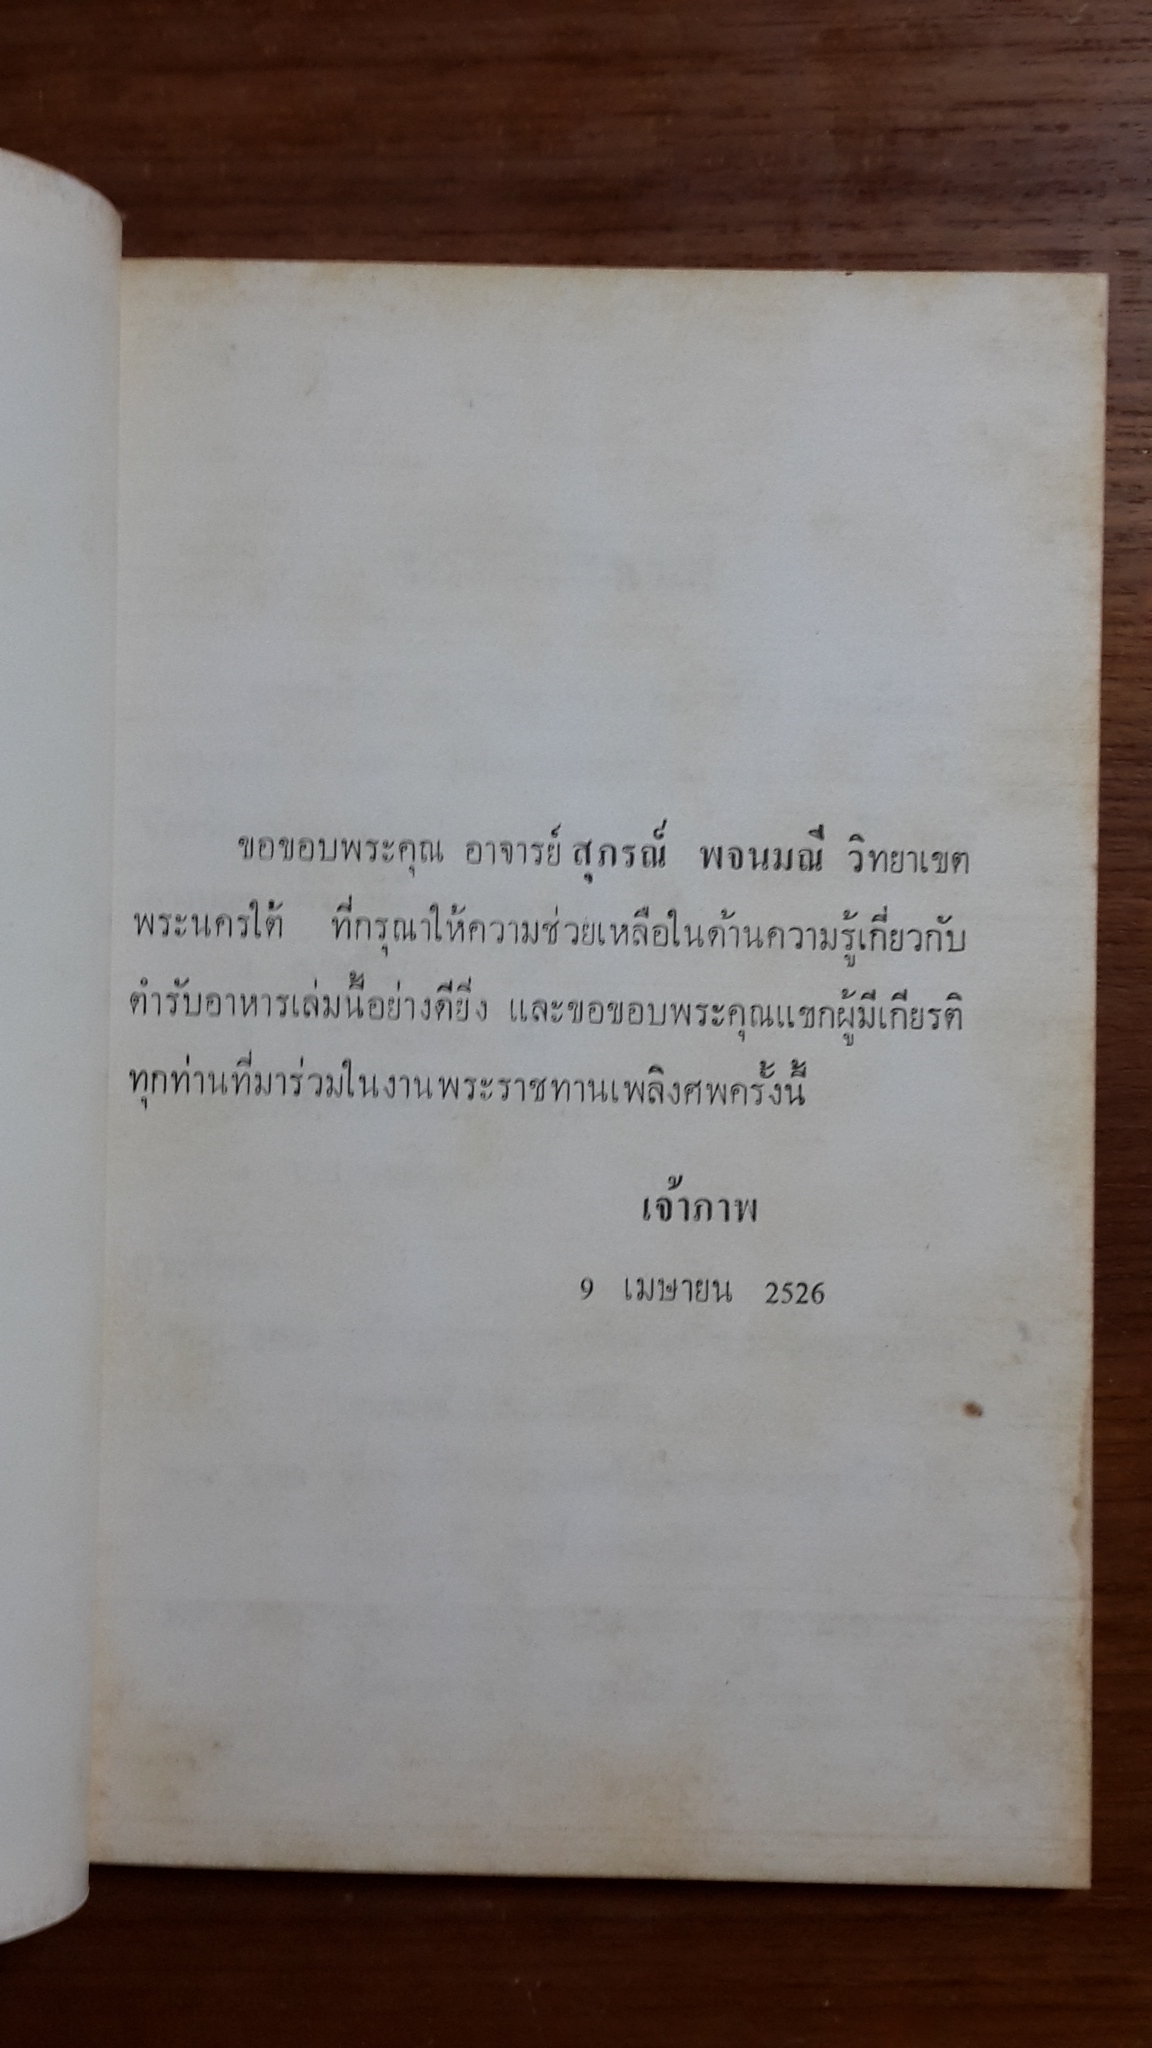 ขอขอบพระคุณ อาจารย์ สุภรณ์ พจนมณี วิทยาเขต
พระนครใต้ ที่กรุณาให้ความช่วยเหลือในด้านความรู้เกี่ยวกับ
ตำรับอาหารเล่มนี้อย่างดียิ่ง และขอขอบพระคุณแขกผู้มีเกียรติ
ทุกท่านที่มาร่วมในงานพระราชทานเพลิงศพครั้งนี้
เจ้าภาพ
9 เมษายน 2526